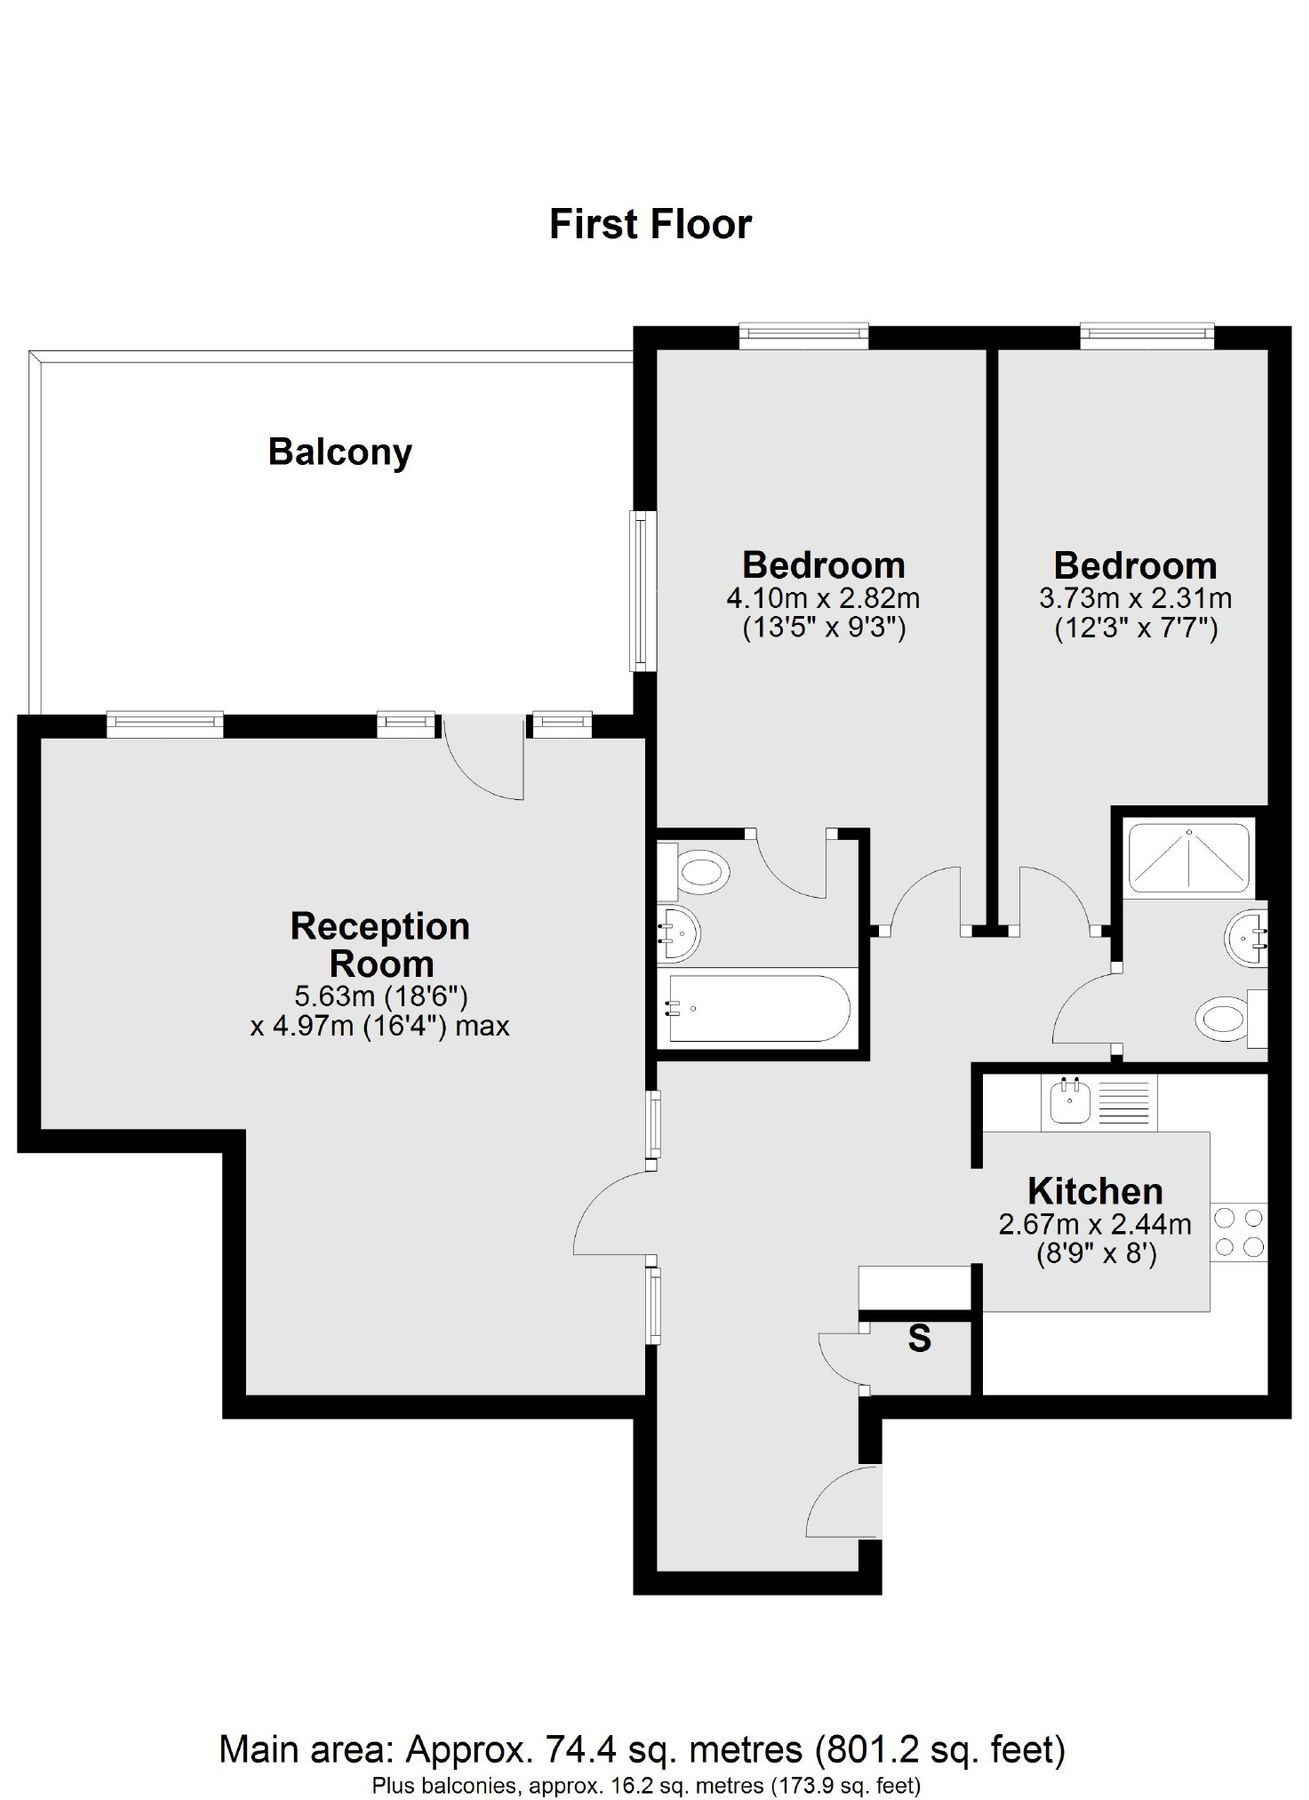 First Floor
Balcony
Bedroom
4.10m x 2.82m
(13'5" x 9'3")
Bedroom
3.73m x 2.31m
(12'3" x 7'7")
Reception
Room
5.63m (18'6")
x 4.97m (16'4") max
Kitchen
2.67m x 2.44m
(8'9" x 8')
S
Main area: Approx. 74.4 sq. metres (801.2 sq. feet)
Plus balconies, approx. 16.2 sq. metres (173.9 sq. feet)